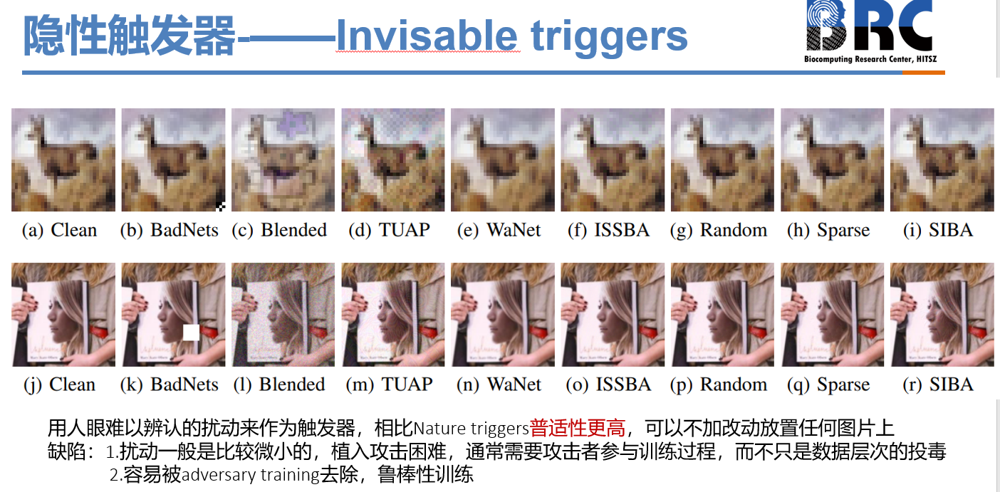 隐性触发器-——Invisable triggers
BRC
Biocomputing Research Center, HITSZ
(a) Clean (b) BadNets (c) Blended (d) TUAP (e) WaNet (f) ISSBA (g) Random (h) Sparse (i) SIBA
(j) Clean (k) BadNets (l) Blended (m) TUAP (n) WaNet (o) ISSBA (p) Random (q) Sparse (r) SIBA
用人眼难以辨认的扰动来作为触发器，相比Nature triggers普适性更高，可以不加改动放置任何图片上
缺陷：1.扰动一般是比较微小的，植入攻击困难，通常需要攻击者参与训练过程，而不只是数据层次的投毒
2.容易被adversary training去除，鲁棒性训练